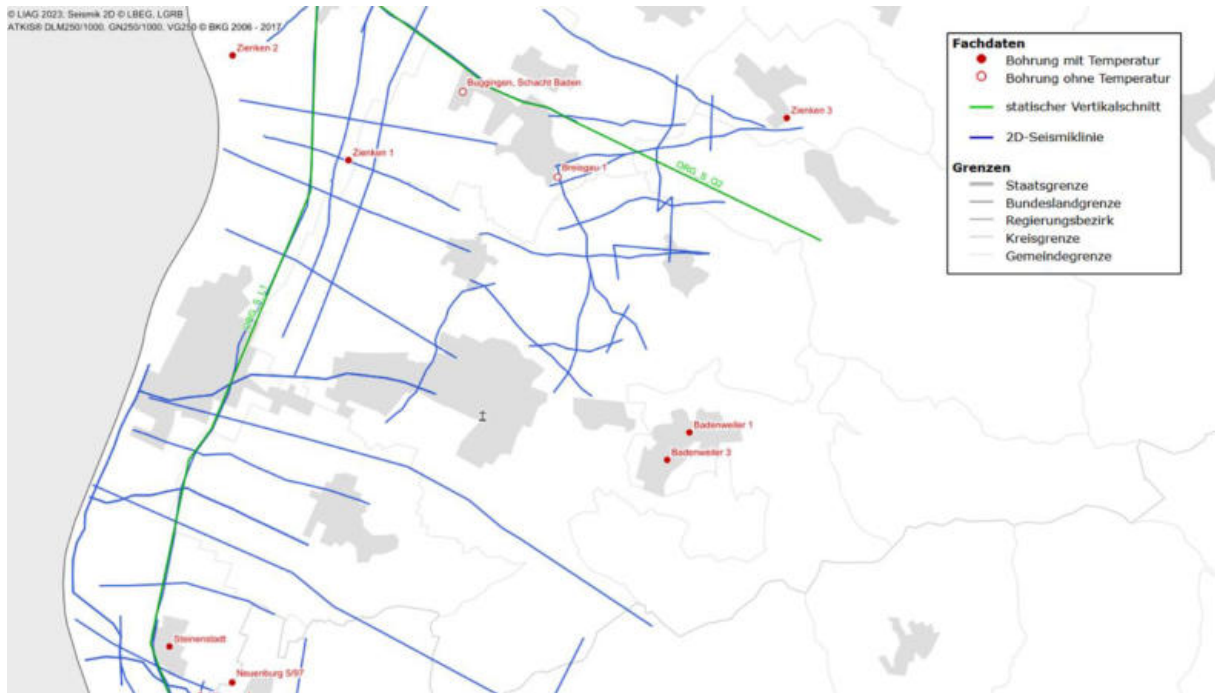 © LIAG 2023; Seismik 2D © LBEG, LGRB
ATKIS® DLM250/1000, GN250/1000, VG250 © BKG 2006 - 2017
Zienken 2
Buggingen, Schacht Baden
Zienken 3
Zienken 1
Breisgau 1
ORG_S_Q2
ORG_S_L1
Badenweiler 1
Badenweiler 3
Steinenstadt
Neuenburg 5/97
Fachdaten
Bohrung mit Temperatur
Bohrung ohne Temperatur
statischer Vertikalschnitt
2D-Seismiklinie
Grenzen
Staatsgrenze
Bundeslandgrenze
Regierungsbezirk
Kreisgrenze
Gemeindegrenze